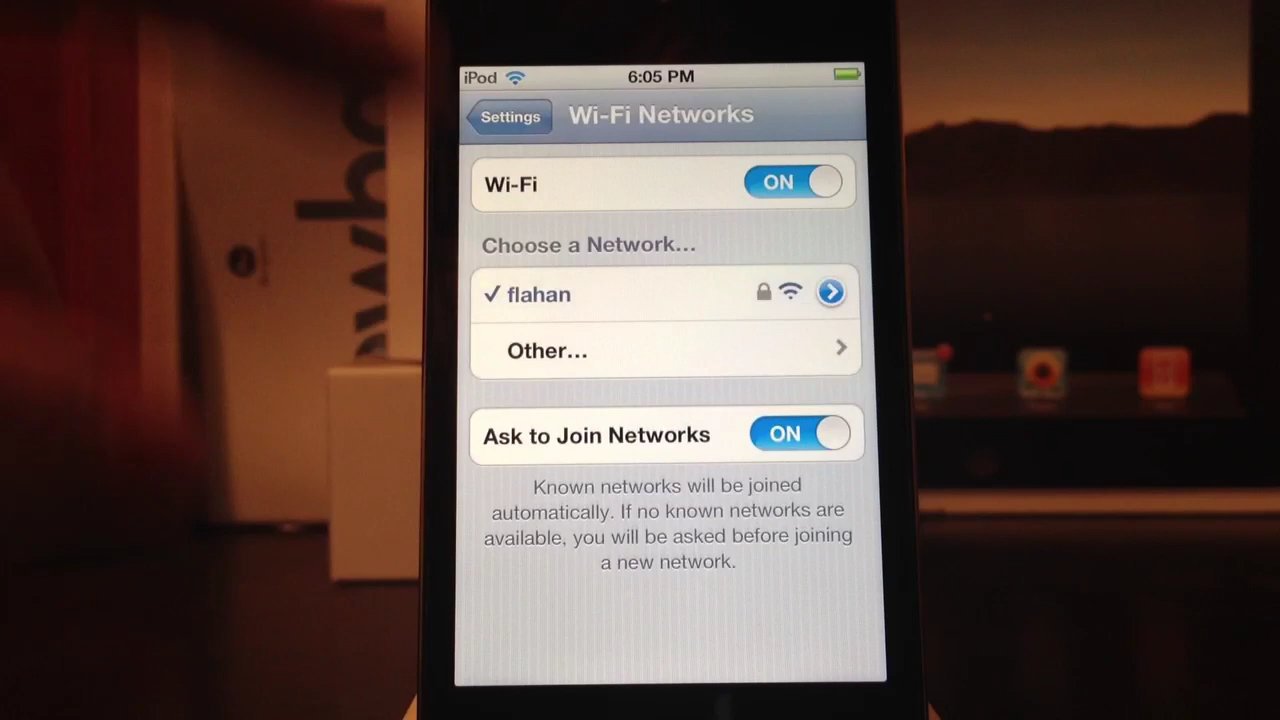 iPod 6:05 PM
Settings Wi-Fi Networks
Wi-Fi ON
Choose a Network...
✓ flahan
Other...
Ask to Join Networks ON
Known networks will be joined
automatically. If no known networks are
available, you will be asked before joining
a new network.